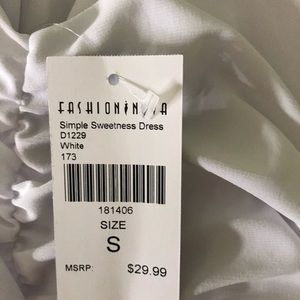 Simple Sweetness Dress
D1229
White
173
181406
SIZE
S
MSRP: $29.99